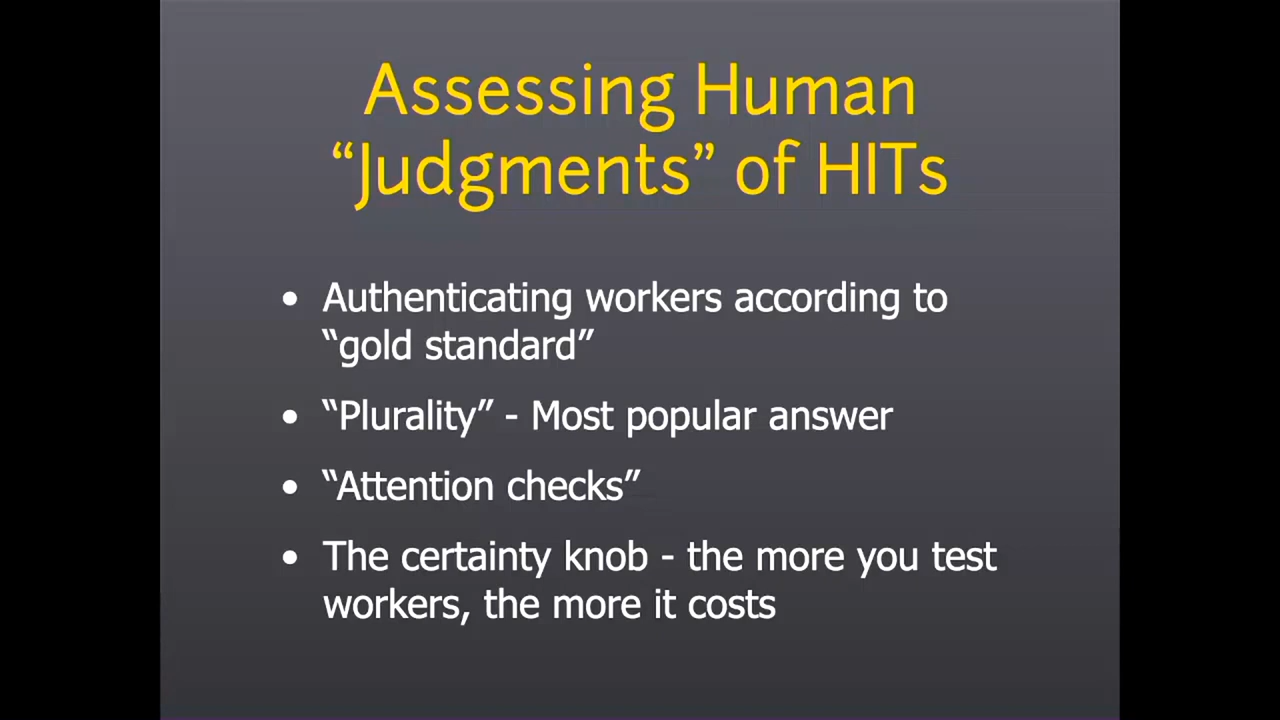 Assessing Human
“Judgments” of HITs
• Authenticating workers according to
“gold standard”
• “Plurality” - Most popular answer
• “Attention checks”
• The certainty knob - the more you test
workers, the more it costs